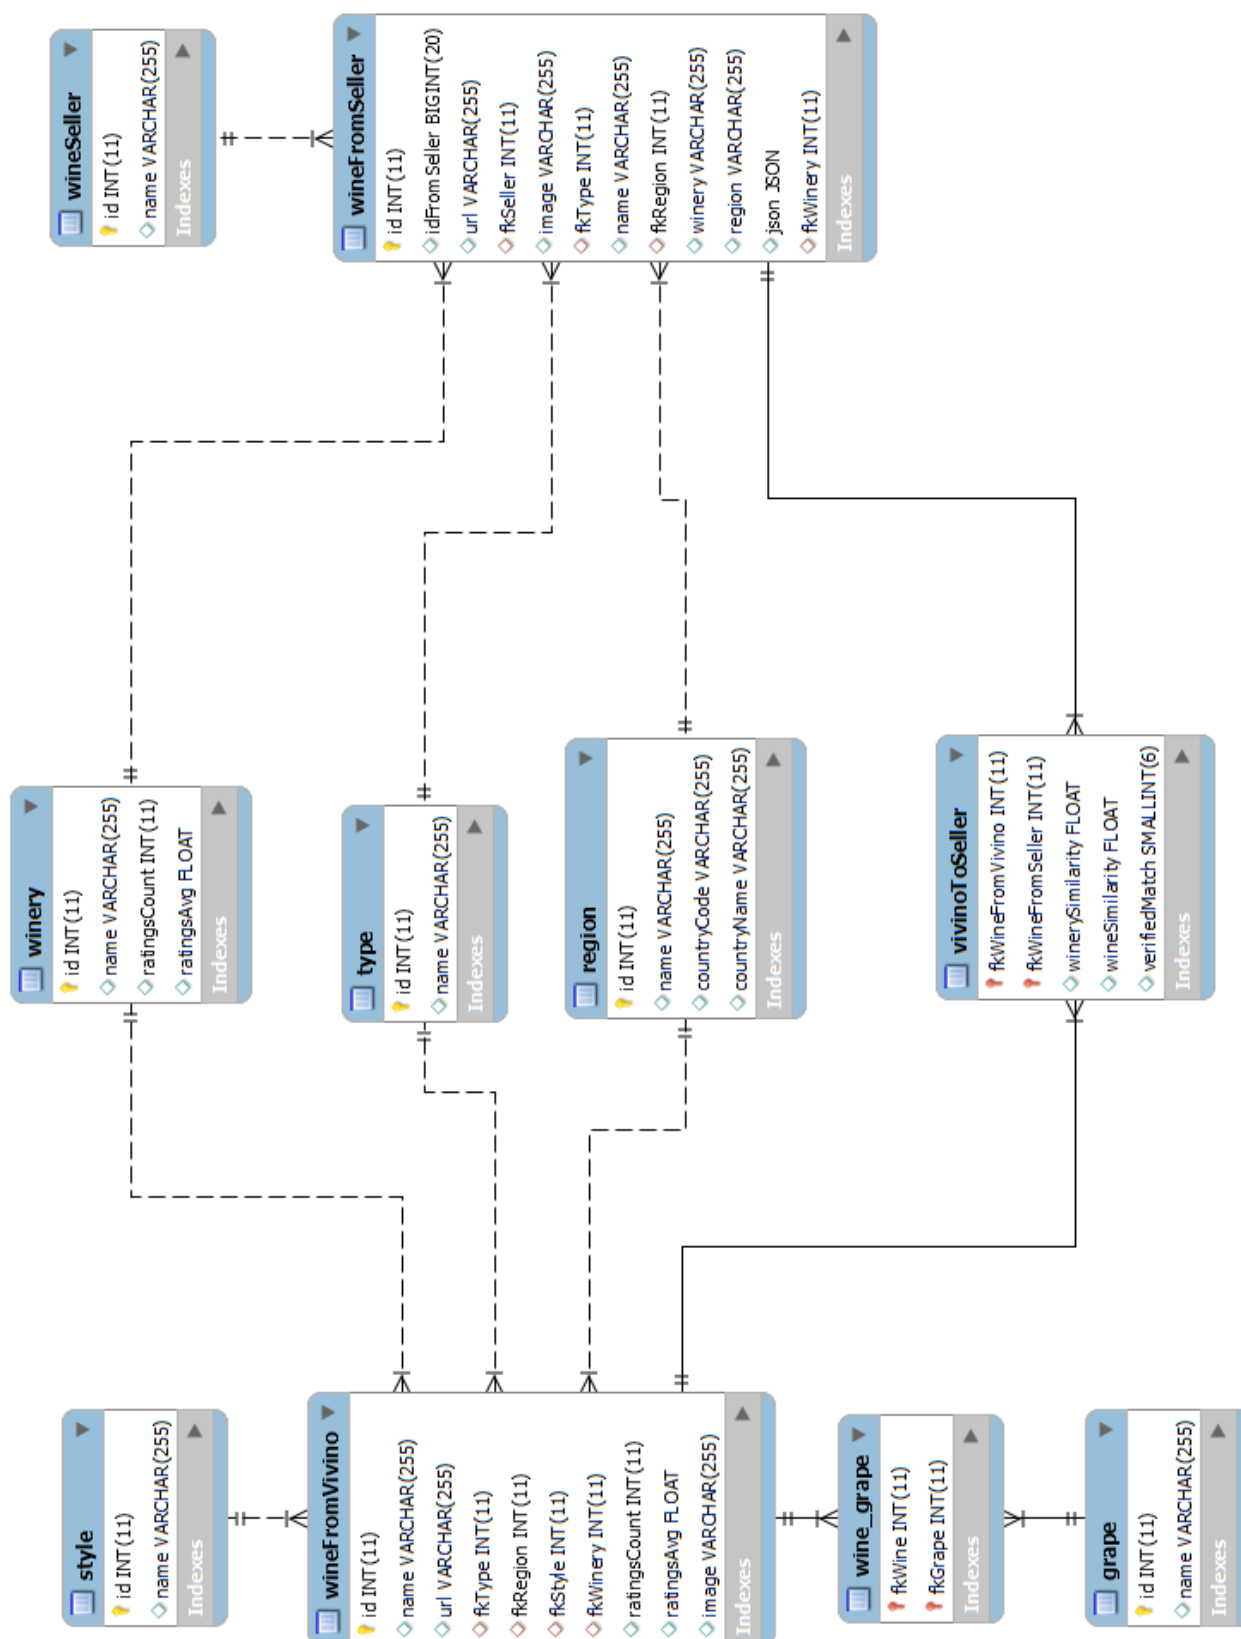 style
id INT(11)
name VARCHAR(255)
Indexes
wineFromVivino
id INT(11)
name VARCHAR(255)
url VARCHAR(255)
fkType INT(11)
fkRegion INT(11)
fkStyle INT(11)
fkWinery INT(11)
ratingsCount INT(11)
ratingsAvg FLOAT
image VARCHAR(255)
Indexes
wine_grape
fkWine INT(11)
fkGrape INT(11)
Indexes
grape
id INT(11)
name VARCHAR(255)
Indexes
winery
id INT(11)
name VARCHAR(255)
ratingsCount INT(11)
ratingsAvg FLOAT
Indexes
type
id INT(11)
name VARCHAR(255)
Indexes
region
id INT(11)
name VARCHAR(255)
countryCode VARCHAR(255)
countryName VARCHAR(255)
Indexes
vivinoToSeller
fkWineFromVivino INT(11)
fkWineFromSeller INT(11)
winerySimilarity FLOAT
wineSimilarity FLOAT
verifiedMatch SMALLINT(6)
Indexes
wineSeller
id INT(11)
name VARCHAR(255)
Indexes
wineFromSeller
id INT(11)
idFromSeller BIGINT(20)
url VARCHAR(255)
fkSeller INT(11)
image VARCHAR(255)
fkType INT(11)
name VARCHAR(255)
fkRegion INT(11)
winery VARCHAR(255)
region VARCHAR(255)
json JSON
fkWinery INT(11)
Indexes